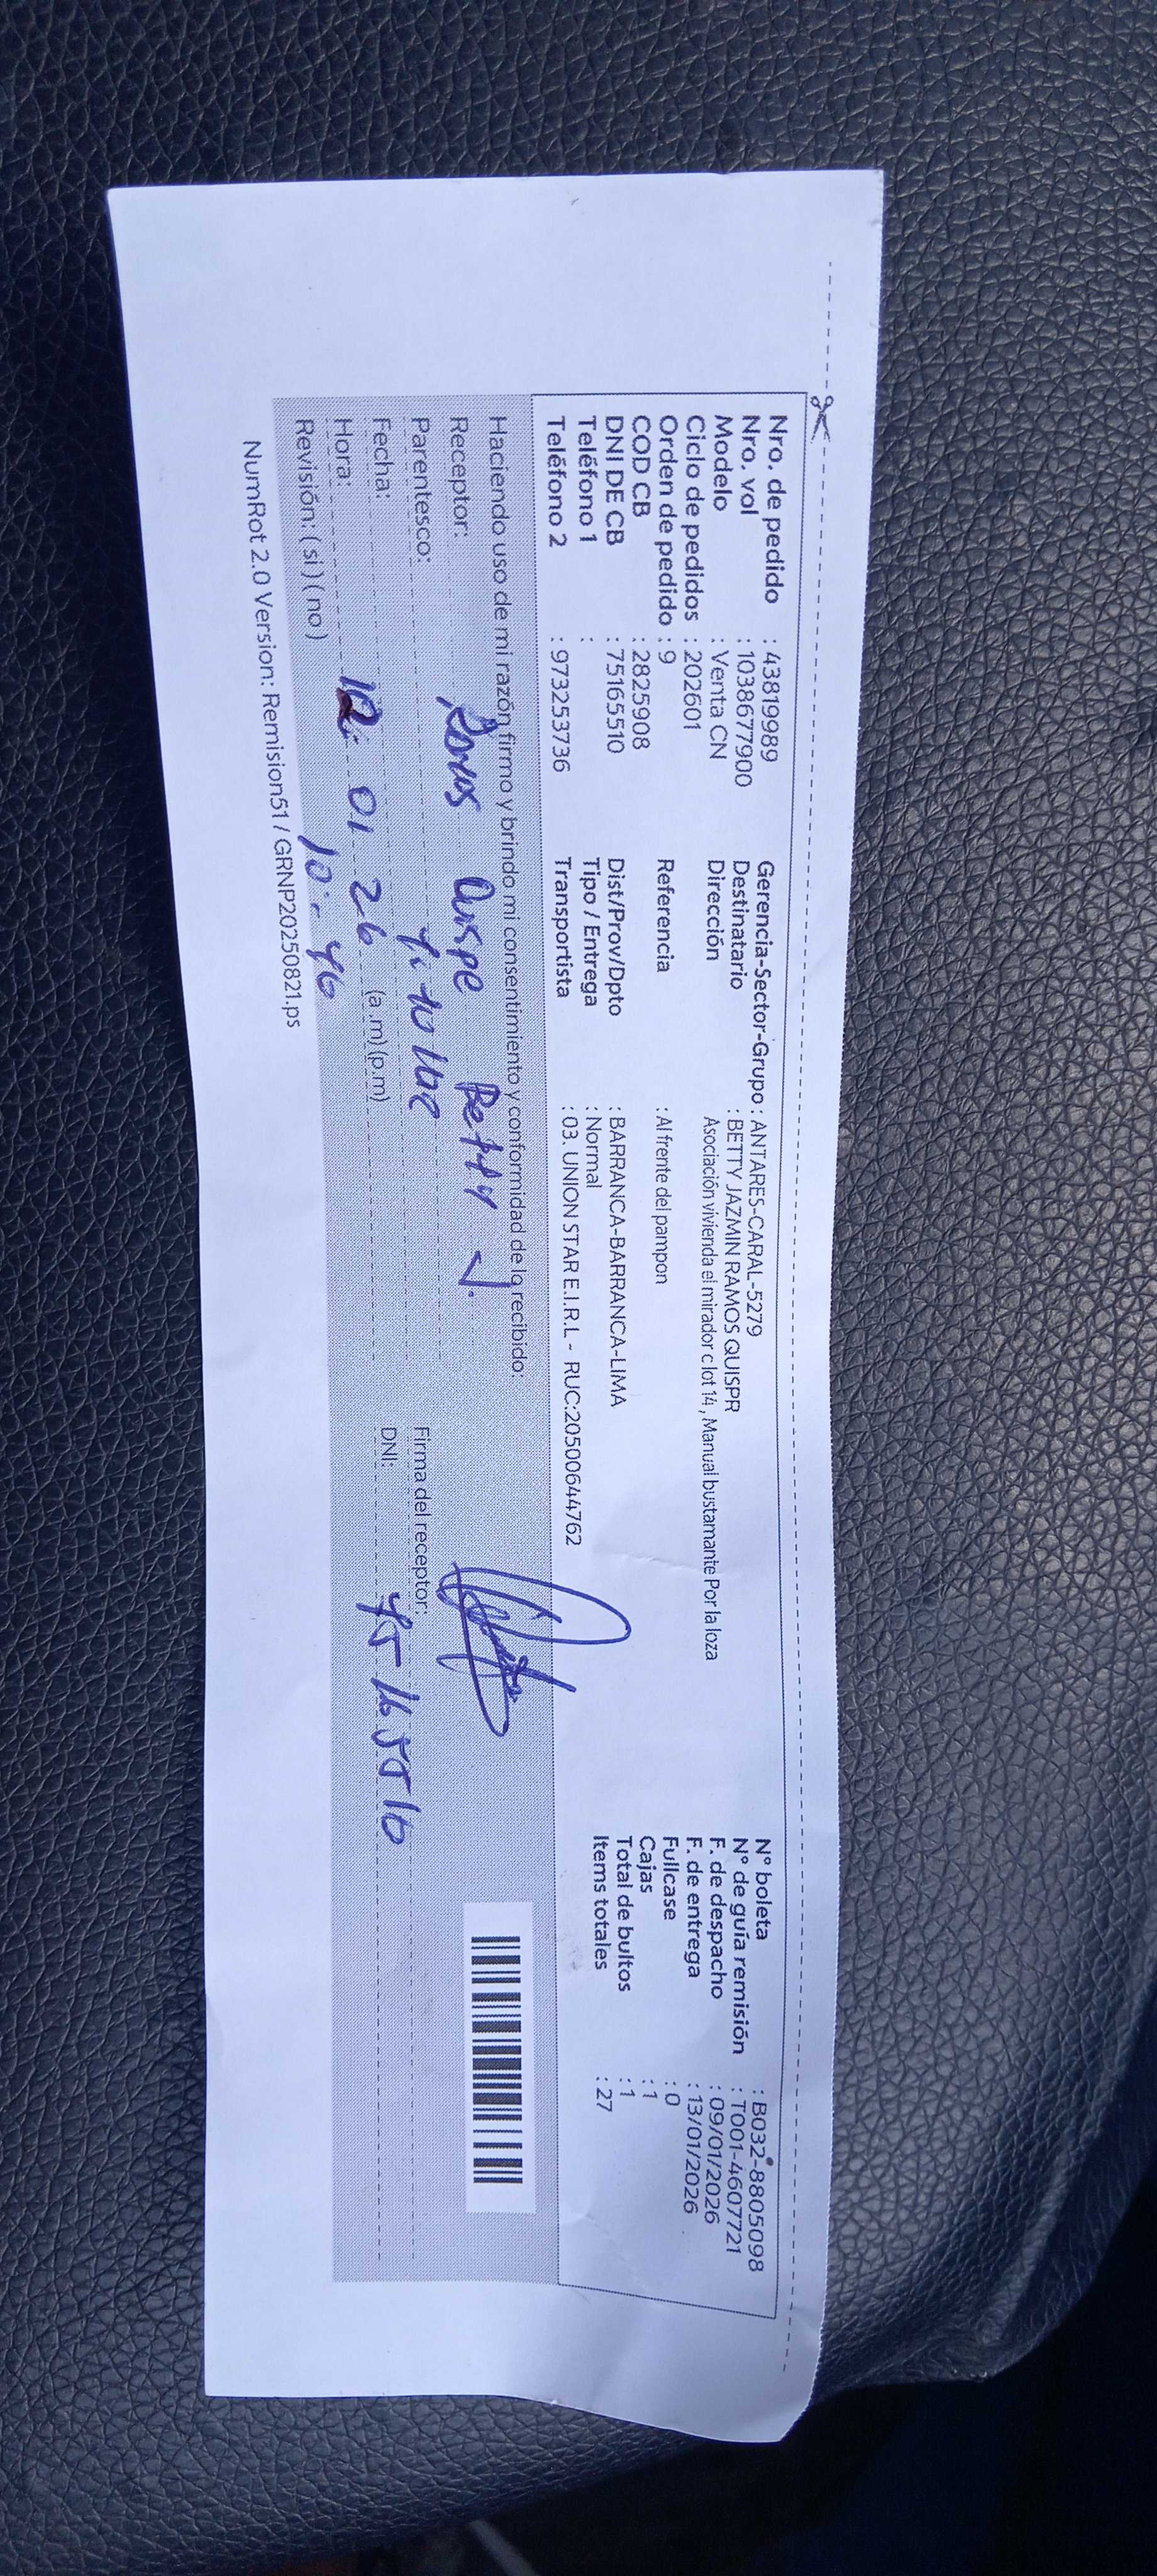 Nro. de pedido : 43819989
Nro. vol : 1038677900
Modelo : Venta CN
Ciclo de pedidos : 202601
Orden de pedido : 9
COD CB : 2825908
DNI DE CB : 75165510
Teléfono 1 :
Teléfono 2 : 973253736
Gerencia-Sector-Grupo : ANTARES-CARAL-5279
Destinatario : BETTY JAZMIN RAMOS QUISPR
Dirección Asociación vivienda el mirador c lot 14 , Manual bustamante Por la loza
Referencia : Al frente del pampon
Dist/Prov/Dpto : BARRANCA-BARRANCA-LIMA
Tipo / Entrega : Normal
Transportista : 03. UNION STAR E.I.R.L - RUC:20500644762
N° boleta : B032-8805098
N° de guía remisión : T001-4607721
F. de despacho : 09/01/2026
F. de entrega : 13/01/2026
Fullcase : 0
Cajas : 1
Total de bultos : 1
Items totales : 27
Haciendo uso de mi razón firmo y brindo mi consentimiento y conformidad de lo recibido:
Receptor: Ramos Quispe Betty J.
Parentesco: Titular
Fecha: 12 01 26
Hora: 10:46 (a.m) (p.m)
Revisión: ( si ) ( no )
Firma del receptor:
DNI: 75165510
NumRot 2.0 Version: Remision51 / GRNP20250821.ps